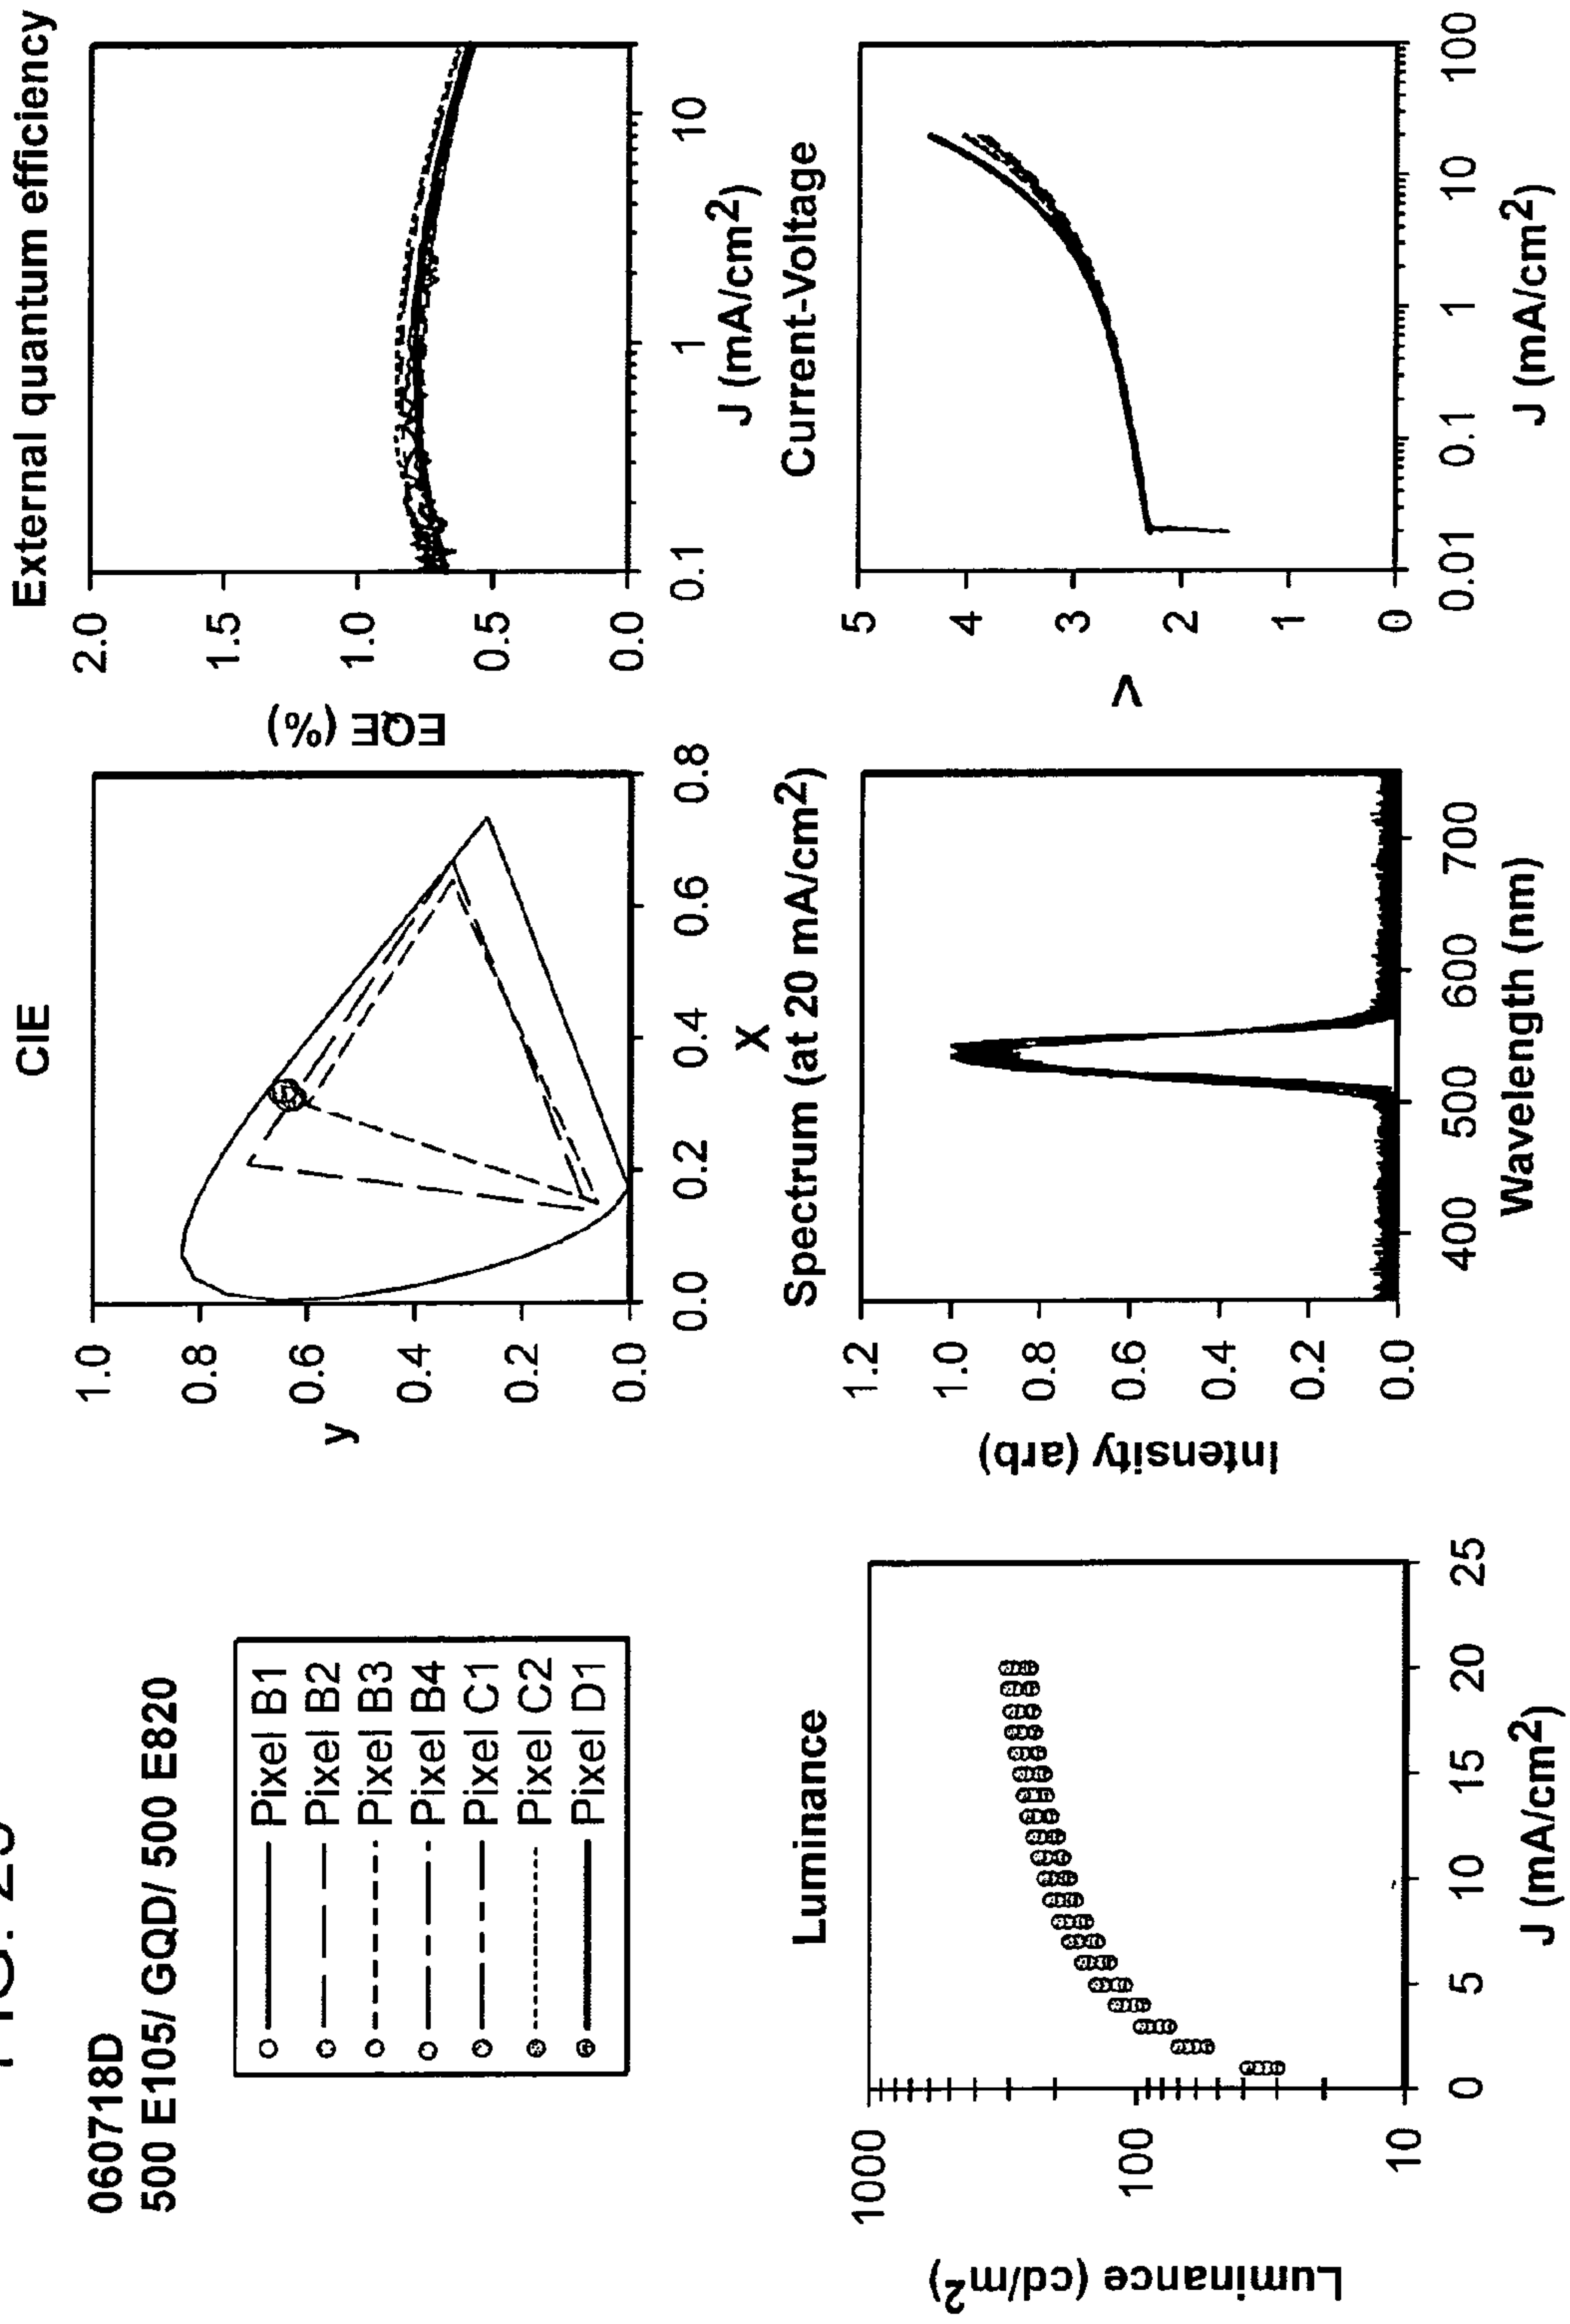 060718D
500 E105/ GQD/ 500 E820
Pixel B1
Pixel B2
Pixel B3
Pixel B4
Pixel C1
Pixel C2
Pixel D1
CIE
1.0
0.8
0.6
0.4
0.2
0.0
y
0.0
0.2
0.4
0.6
0.8
X
External quantum efficiency
2.0
1.5
1.0
0.5
0.0
EQE (%)
0.1
1
10
J (mA/cm²)
Luminance
1000
100
10
Luminance (cd/m²)
0
5
10
15
20
25
J (mA/cm²)
Spectrum (at 20 mA/cm²)
1.2
1.0
0.8
0.6
0.4
0.2
0.0
Intensity (arb)
400
500
600
700
Wavelength (nm)
Current-Voltage
5
4
3
2
1
0
V
0.01
0.1
1
10
100
J (mA/cm²)